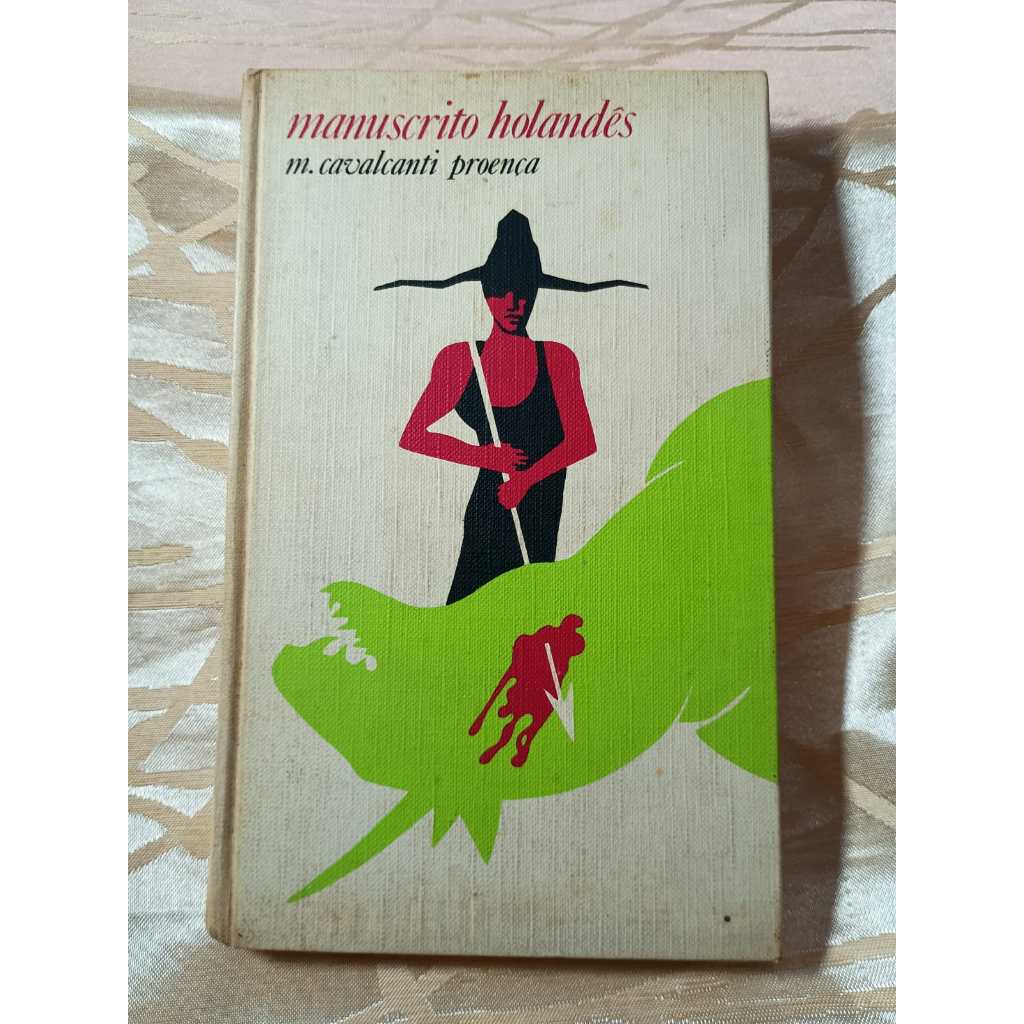 manuscrito holandês
m. cavalcanti proença